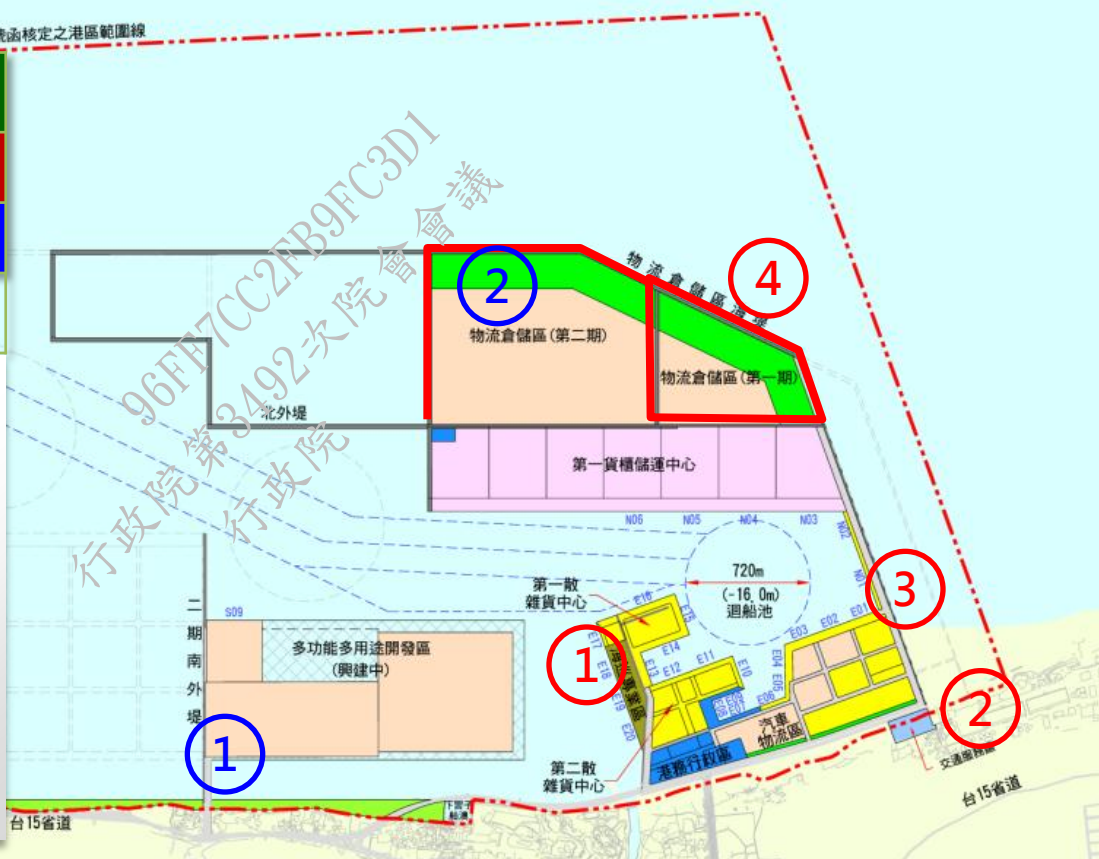 號函核定之港區範圍線
96FFF7CC2FB9FC3D1
行政院第3492次院會會議
行政院
物流倉儲區海堤
④
②
物流倉儲區(第二期)
物流倉儲區(第一期)
北外堤
第一貨櫃儲運中心
N06
N05
N04
N03
N02
N01
720m
(-16.0m)
迴船池
③
第一散
雜貨中心
E16
E15
E14
E13
E12
E11
E10
E17
E18
E19
E20
E01
E02
E03
E04
E05
E06
二期南外堤
S09
多功能多用途開發區
(興建中)
①
①
②
汽車
物流區
港務行政區
第二散
雜貨中心
交通服務區
台15省道
台15省道